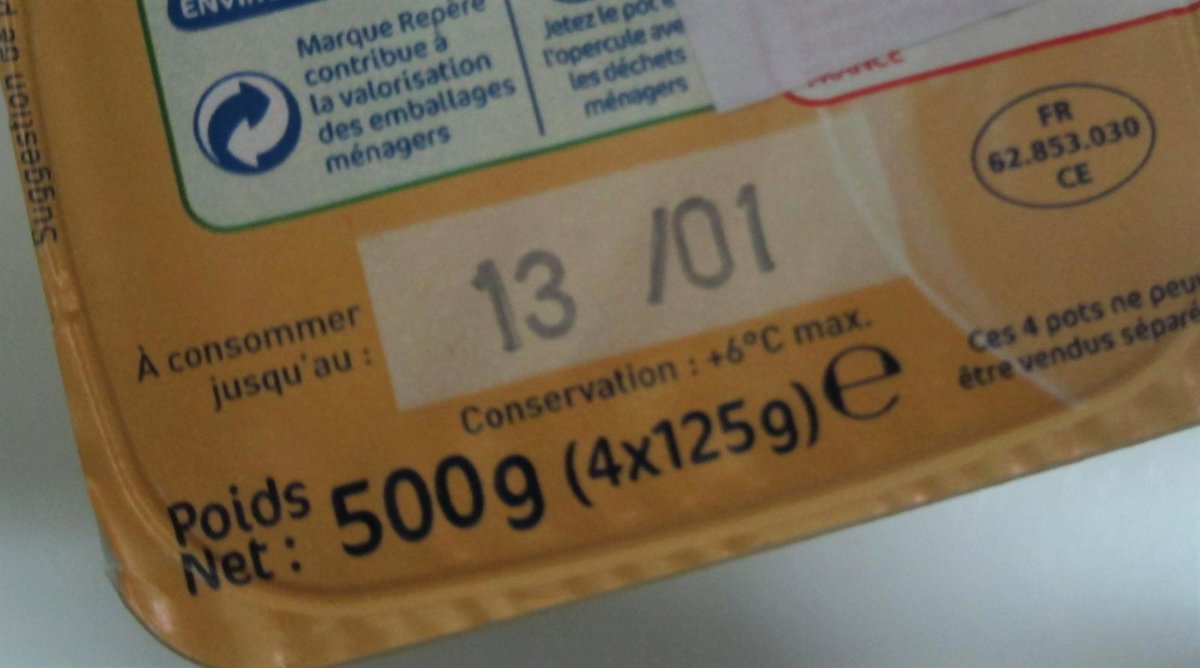 Marque Repère
contribue à
la valorisation
des emballages
ménagers
Jetez le pot
l'opercule
les déchets
ménagers
FR
62.853.030
CE
À consommer
jusqu'au :
13 /01
Conservation : +6°C max.
Poids
Net : 500g (4x125g) e
Ces 4 pots ne
être vendus
Suggestion de